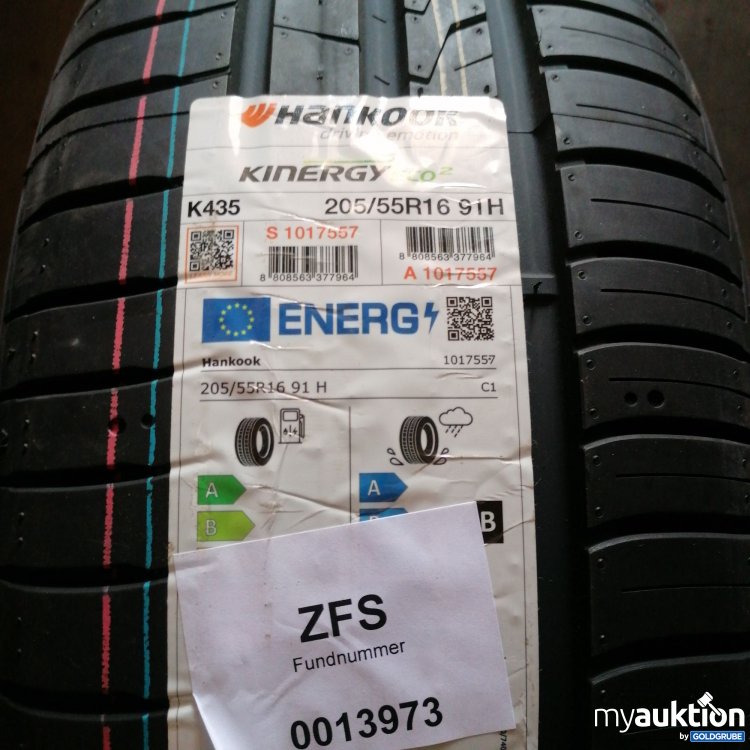 HANKOOK
driving emotion
KINERGY eco2
K435 205/55R16 91H
S 1017557
8 808563 377964
8 808563 377964
A 1017557
ENERG
Hankook 1017557
205/55R16 91 H C1
A A
B B B
ZFS
Fundnummer
0013973
myauktion
by GOLDGRUBE